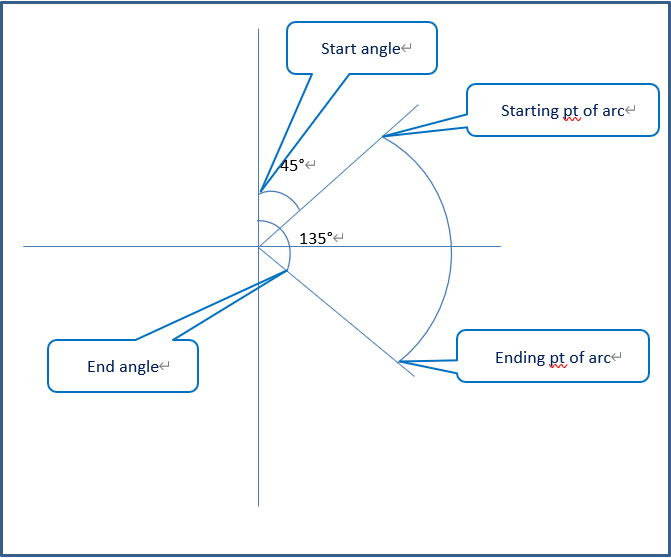 Start angle
Starting pt of arc
45°
135°
End angle
Ending pt of arc